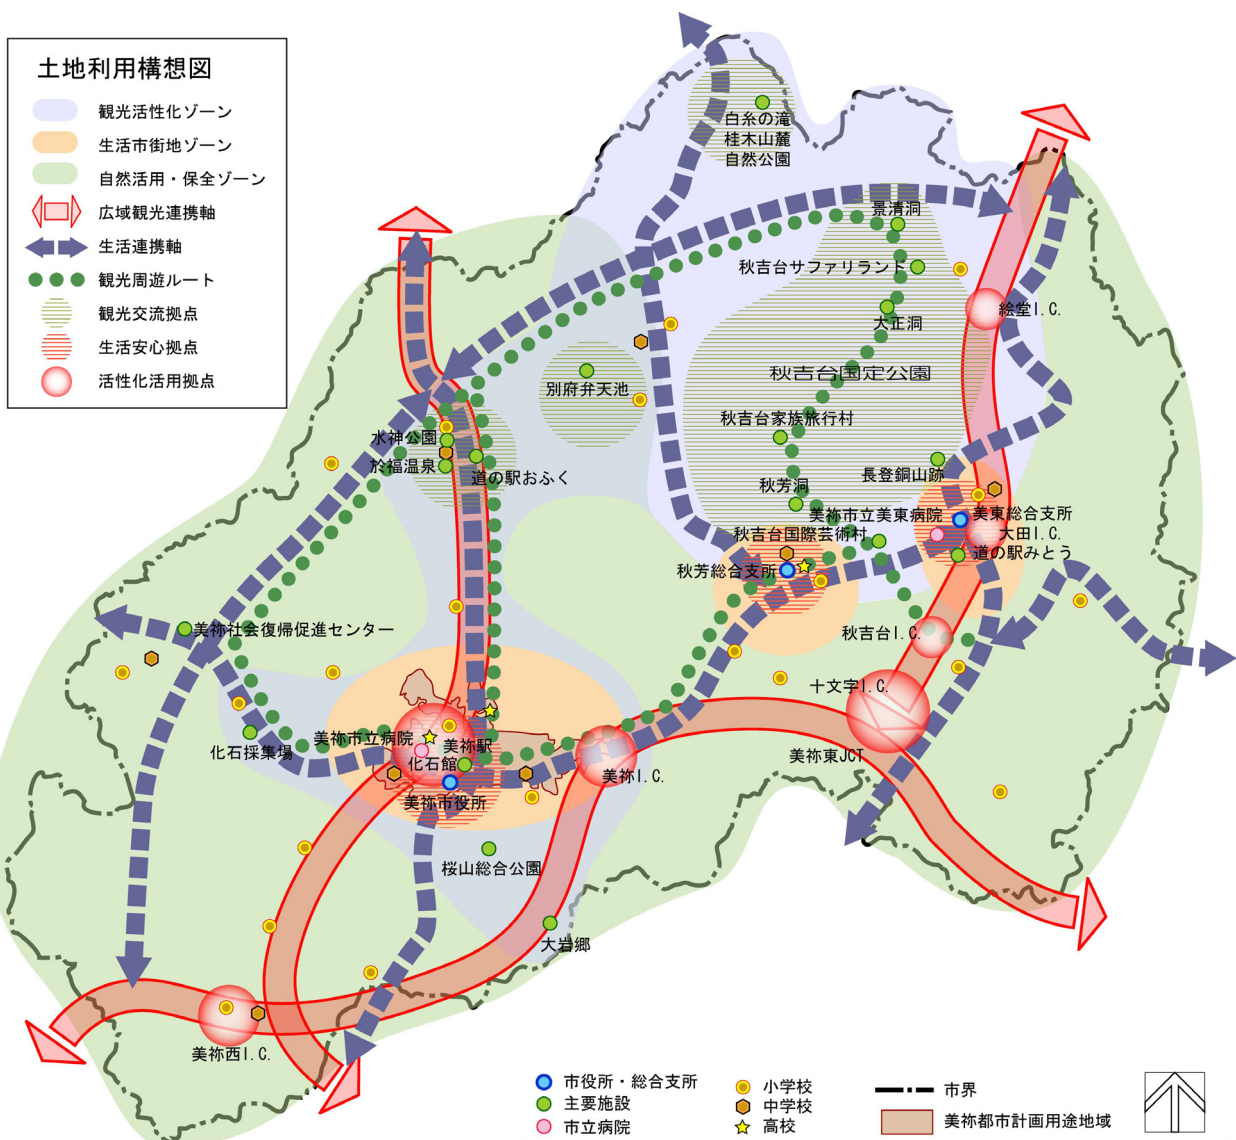 土地利用構想図
観光活性化ゾーン
生活市街地ゾーン
自然活用・保全ゾーン
広域観光連携軸
生活連携軸
観光周遊ルート
観光交流拠点
生活安心拠点
活性化活用拠点
白糸の滝
桂木山麓
自然公園
景清洞
秋吉台サファリランド
絵堂I.C.
大正洞
秋吉台国定公園
別府弁天池
秋吉台家族旅行村
水神公園
於福温泉
道の駅おふく
長登銅山跡
秋芳洞
美祢市立美東病院
美東総合支所
秋吉台国際芸術村
大田I.C.
道の駅みとう
秋芳総合支所
美祢社会復帰促進センター
秋吉台I.C.
十文字I.C.
美祢市立病院
美祢駅
化石採集場
化石館
美祢東JCT
美祢I.C.
美祢市役所
桜山総合公園
大岩郷
美祢西I.C.
市役所・総合支所
主要施設
市立病院
小学校
中学校
高校
市界
美祢都市計画用途地域